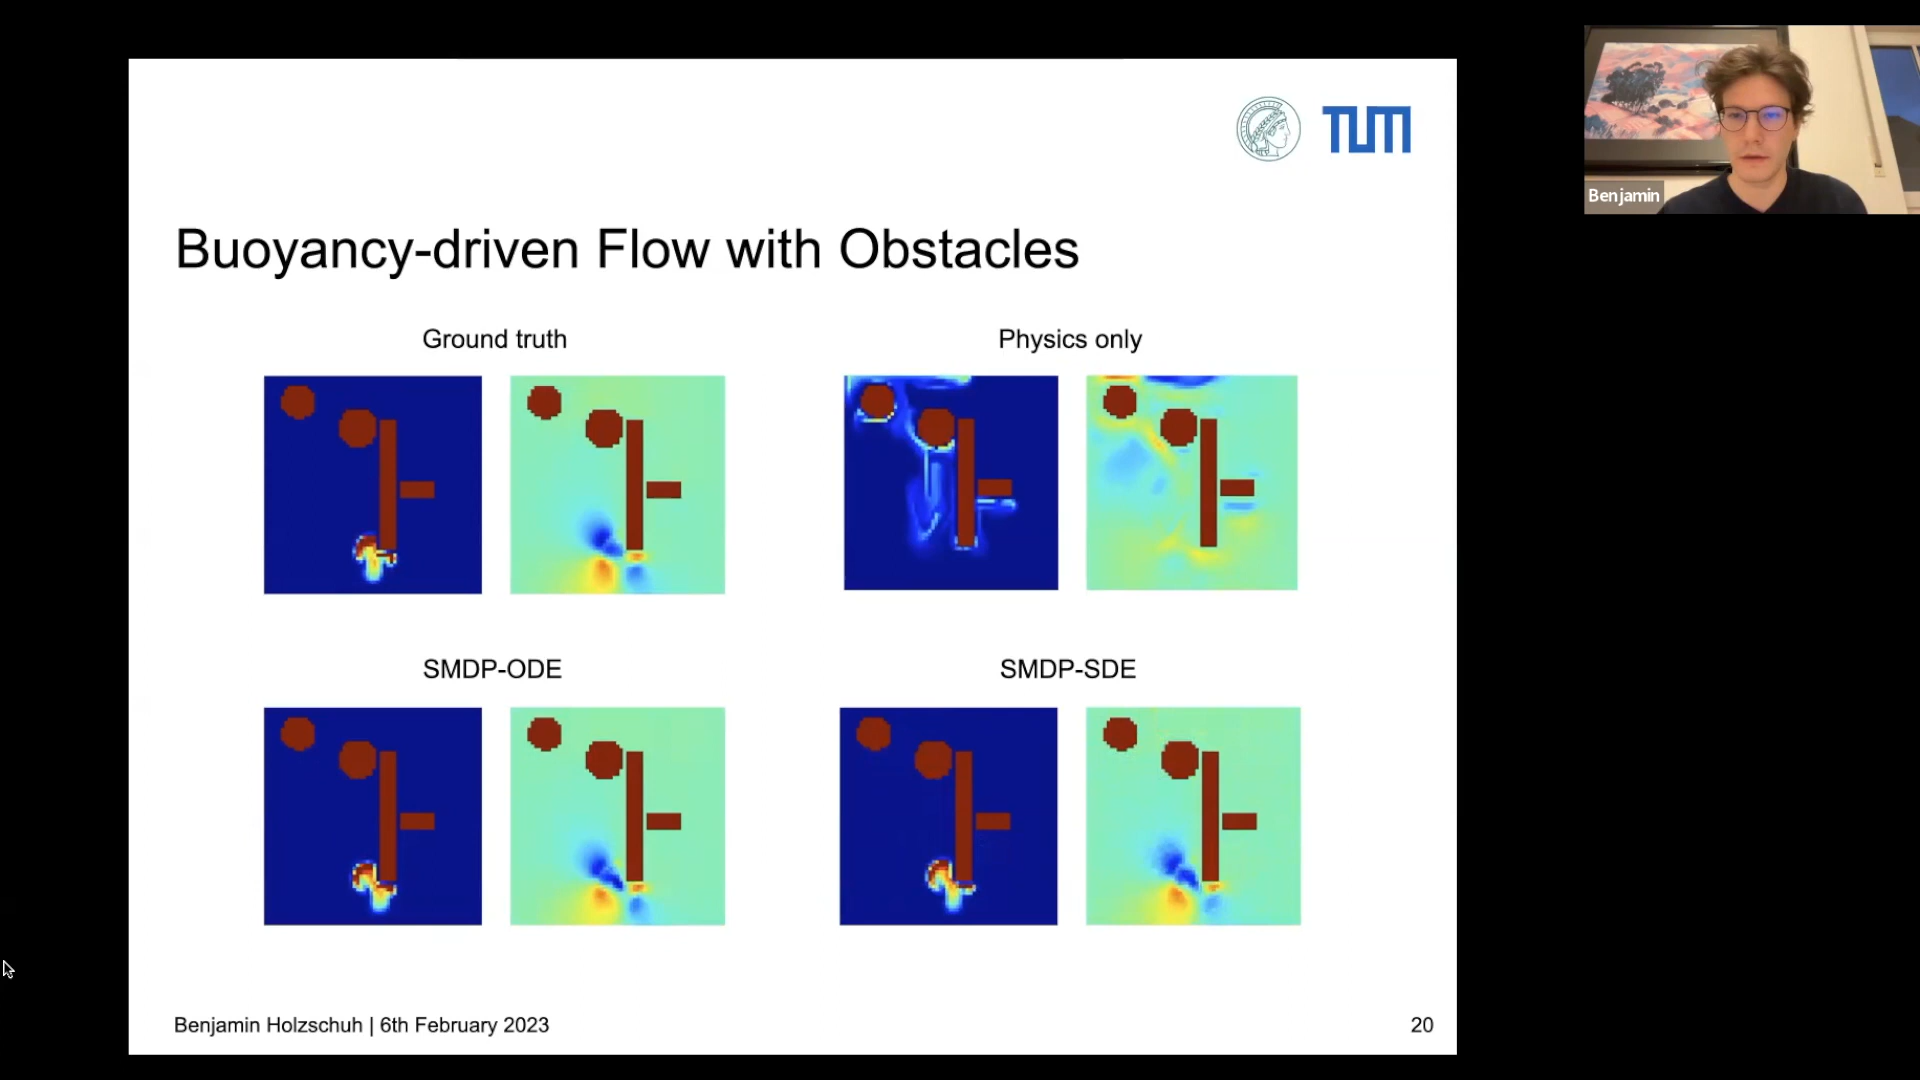 TUM
Benjamin
Buoyancy-driven Flow with Obstacles
Ground truth
Physics only
SMDP-ODE
SMDP-SDE
Benjamin Holzschuh | 6th February 2023
20